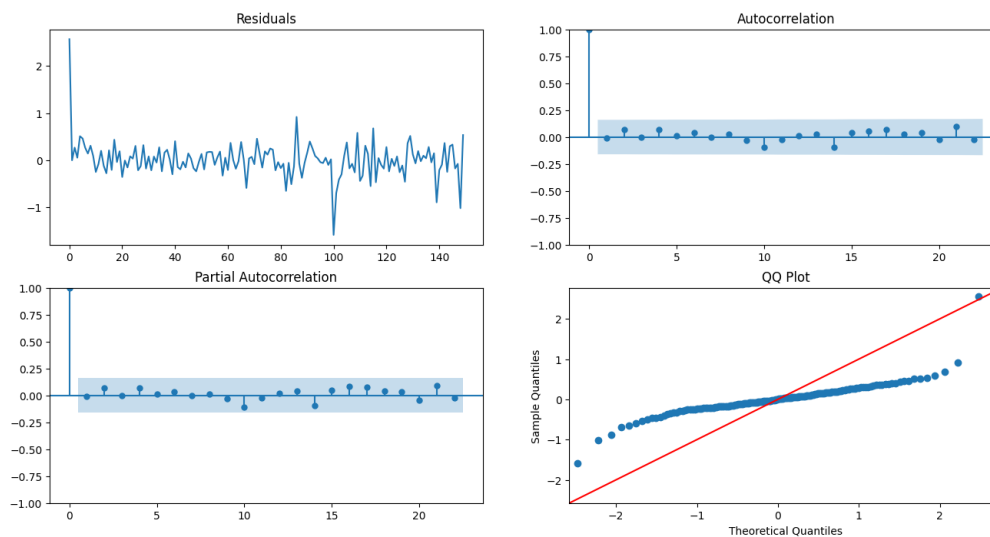 Residuals
2
1
0
−1
0 20 40 60 80 100 120 140
Autocorrelation
1.00
0.75
0.50
0.25
0.00
−0.25
−0.50
−0.75
−1.00
0 5 10 15 20
Partial Autocorrelation
1.00
0.75
0.50
0.25
0.00
−0.25
−0.50
−0.75
−1.00
0 5 10 15 20
QQ Plot
Sample Quantiles
2
1
0
−1
−2
−2 −1 0 1 2
Theoretical Quantiles